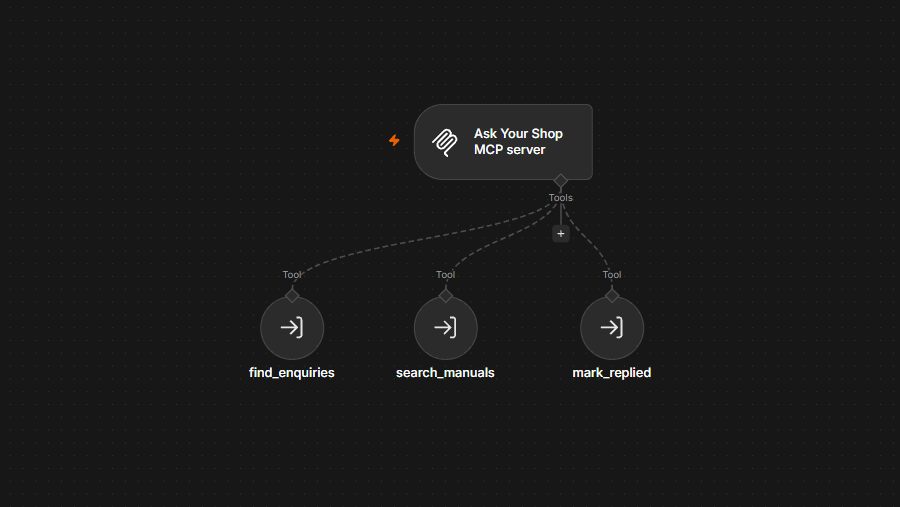 Ask Your Shop
MCP server
Tools
+
Tool
Tool
Tool
find_enquiries
search_manuals
mark_replied